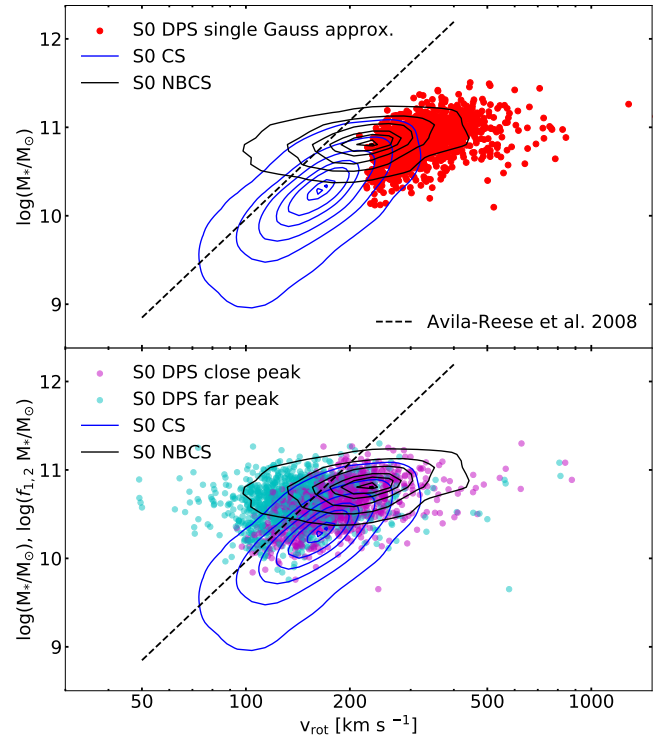 12
11
10
9
log(M*/M⊙)
S0 DPS single Gauss approx.
S0 CS
S0 NBCS
Avila-Reese et al. 2008
12
11
10
9
log(M*/M⊙), log(f1,2 M*/M⊙)
S0 DPS close peak
S0 DPS far peak
S0 CS
S0 NBCS
50 100 200 500 1000
vrot [km s −1]